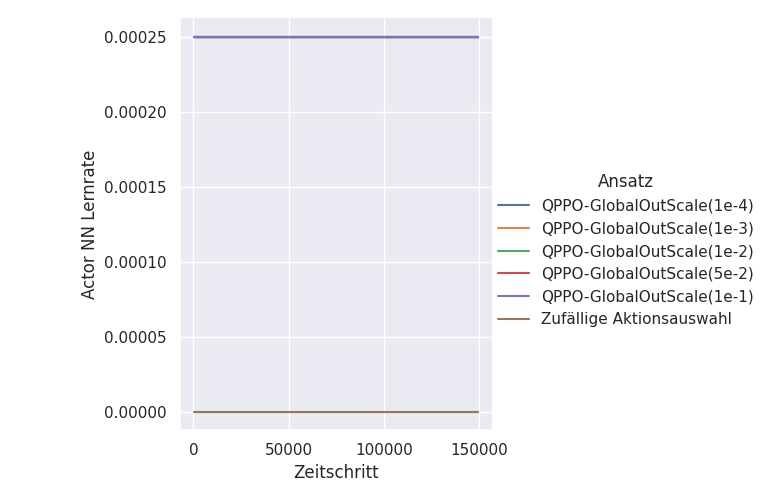 0.00025
0.00020
0.00015
0.00010
0.00005
0.00000
Actor NN Lernrate
0 50000 100000 150000
Zeitschritt
Ansatz
QPPO-GlobalOutScale(1e-4)
QPPO-GlobalOutScale(1e-3)
QPPO-GlobalOutScale(1e-2)
QPPO-GlobalOutScale(5e-2)
QPPO-GlobalOutScale(1e-1)
Zufällige Aktionsauswahl